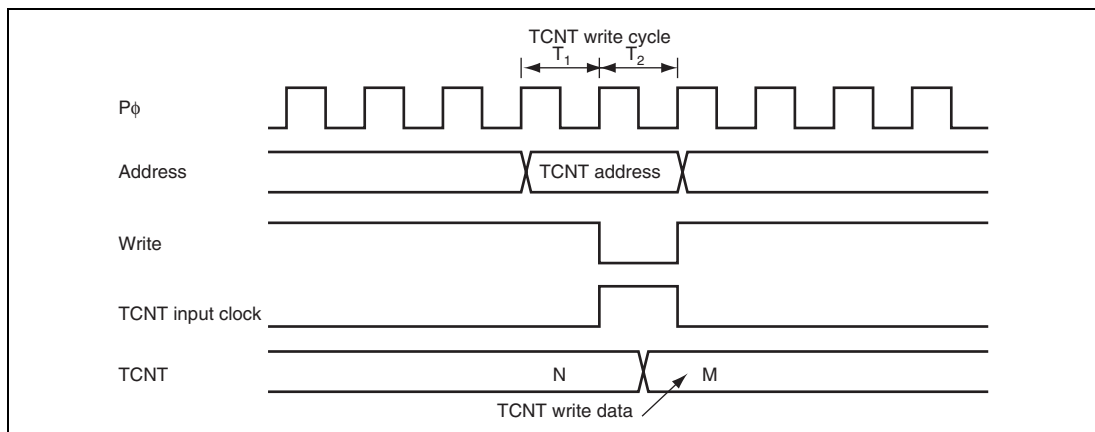 TCNT write cycle
T₁ T₂
Pϕ
Address
TCNT address
Write
TCNT input clock
TCNT
N
M
TCNT write data